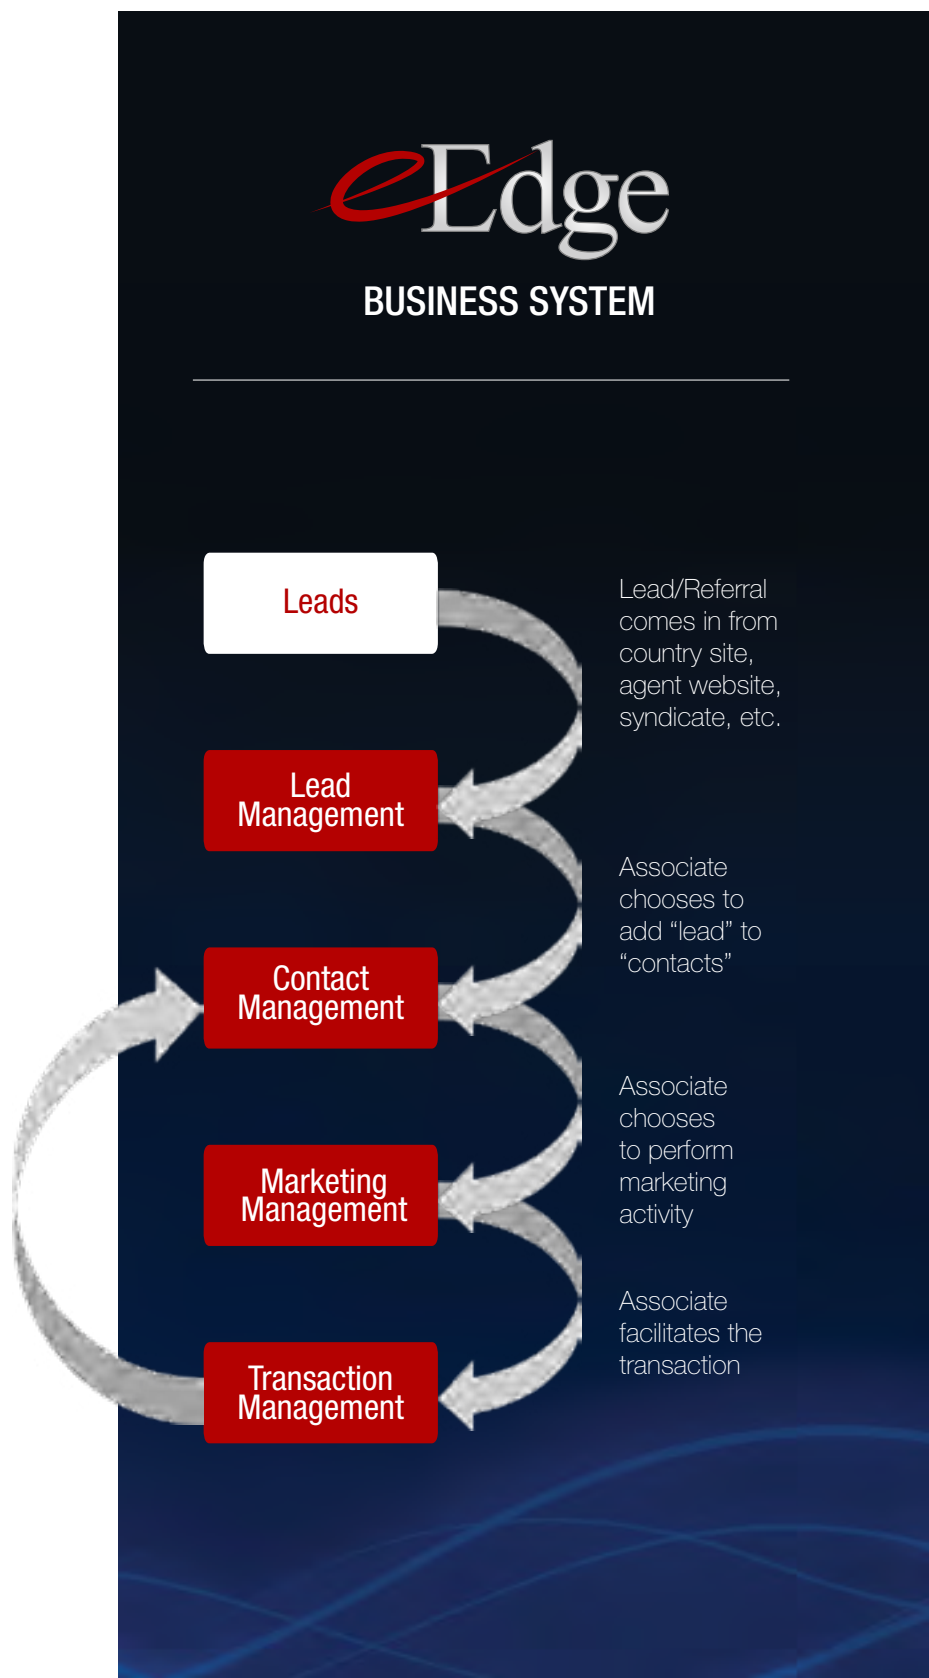 eEdge
BUSINESS SYSTEM
Leads
Lead/Referral
comes in from
country site,
agent website,
syndicate, etc.
Lead
Management
Associate
chooses to
add “lead” to
“contacts”
Contact
Management
Associate
chooses
to perform
marketing
activity
Marketing
Management
Associate
facilitates the
transaction
Transaction
Management